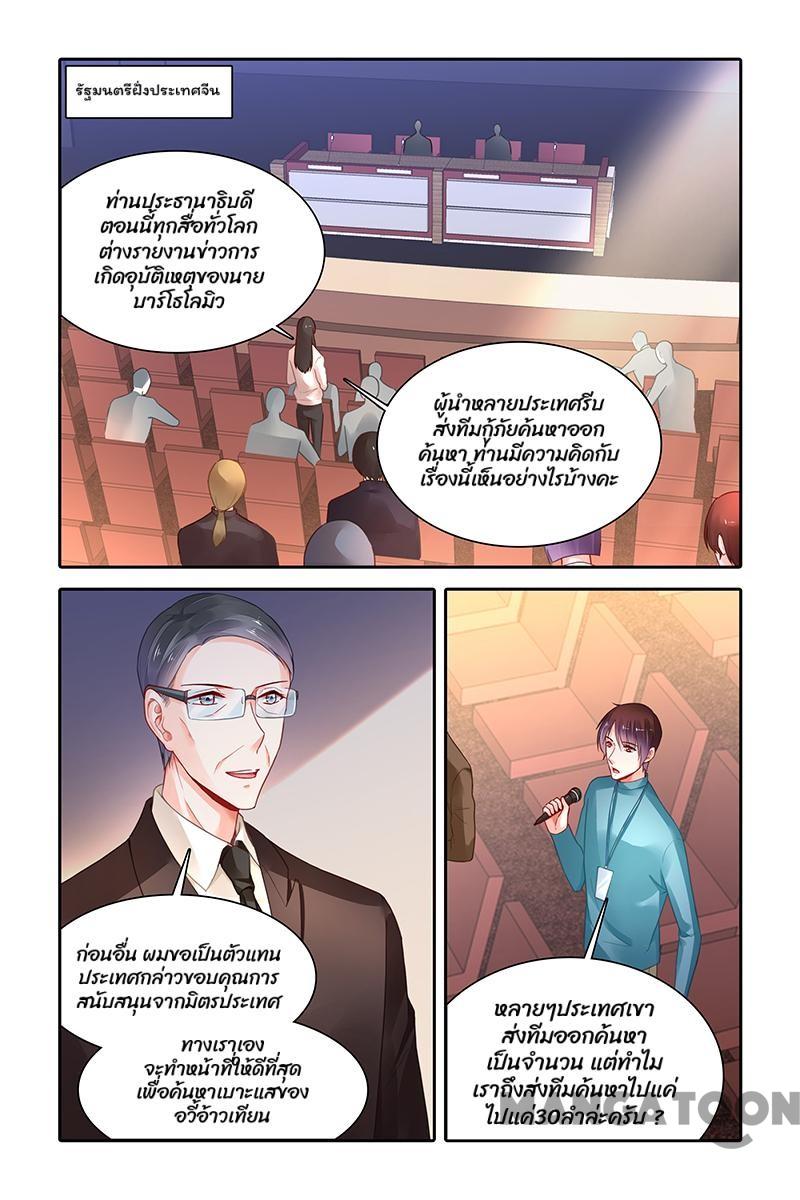 รัฐมนตรีฝั่งประเทศจีน
ท่านประธานาธิบดี
ตอนนี้ทุกสื่อทั่วโลก
ต่างรายงานข่าวการ
เกิดอุบัติเหตุของนาย
บาร์โธโลมิว
ผู้นำหลายประเทศรีบ
ส่งทีมกู้ภัยค้นหาออก
ค้นหา ท่านมีความคิดกับ
เรื่องนี้เห็นอย่างไรบ้างคะ
ก่อนอื่น ผมขอเป็นตัวแทน
ประเทศกล่าวขอบคุณการ
สนับสนุนจากมิตรประเทศ
ทางเราเอง
จะทำหน้าที่ให้ดีที่สุด
เพื่อค้นหาเบาะแสของ
อวี้อ้าวเทียน
หลายๆประเทศเขา
ส่งทีมออกค้นหา
เป็นจำนวน แต่ทำไม
เราถึงส่งทีมค้นหาไปแค่
ไปแค่30ลำล่ะครับ ?
MANGATOON